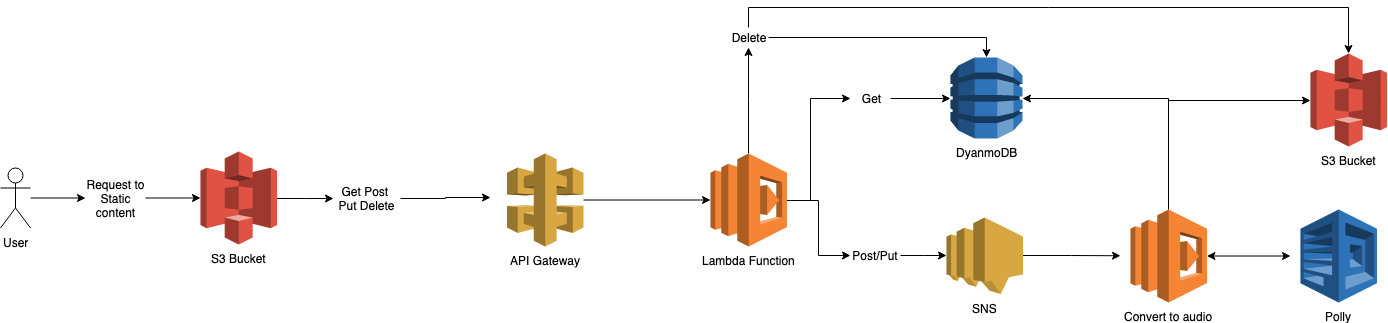 User
Request to
Static
content
S3 Bucket
Get Post
Put Delete
API Gateway
Lambda Function
Delete
Get
Post/Put
DyanmoDB
SNS
Convert to audio
S3 Bucket
Polly